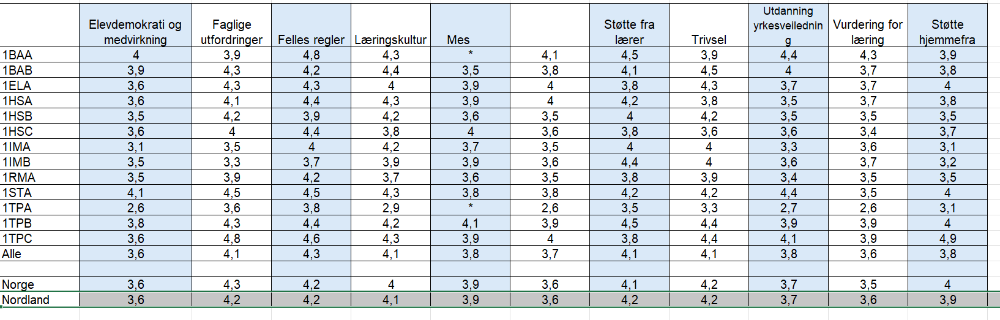 Elevdemokrati og medvirkning Faglige utfordringer Felles regler Læringskultur Mes Støtte fra lærer Trivsel Utdanning yrkesveilednin g Vurdering for læring Støtte hjemmefra
1BAA 4 3,9 4,8 4,3 * 4,1 4,5 3,9 4,4 4,3 3,9
1BAB 3,9 4,3 4,2 4,4 3,5 3,8 4,1 4,5 4 3,7 3,8
1ELA 3,6 4,3 4,3 4 3,9 4 3,8 4,3 3,7 3,7 4
1HSA 3,6 4,1 4,4 4,3 3,9 4 4,2 3,8 3,5 3,7 3,8
1HSB 3,5 4,2 3,9 4,2 3,6 3,5 4 4,2 3,5 3,5 3,5
1HSC 3,6 4 4,4 3,8 4 3,6 3,8 3,6 3,6 3,4 3,7
1IMA 3,1 3,5 4 4,2 3,7 3,5 4 4 3,3 3,6 3,1
1IMB 3,5 3,3 3,7 3,9 3,9 3,6 4,4 4 3,6 3,7 3,2
1RMA 3,5 3,9 4,2 3,7 3,6 3,5 3,8 3,9 3,4 3,5 3,5
1STA 4,1 4,5 4,5 4,3 3,8 3,8 4,2 4,2 4,4 3,5 4
1TPA 2,6 3,6 3,8 2,9 * 2,6 3,5 3,3 2,7 2,6 3,1
1TPB 3,8 4,3 4,4 4,2 4,1 3,9 4,5 4,4 3,9 3,9 4
1TPC 3,6 4,8 4,6 4,3 3,9 4 3,8 4,4 4,1 3,9 4,9
Alle 3,6 4,1 4,3 4,1 3,8 3,7 4,1 4,1 3,8 3,6 3,8
Norge 3,6 4,3 4,2 4 3,9 3,6 4,1 4,2 3,7 3,5 4
Nordland 3,6 4,2 4,2 4,1 3,9 3,6 4,2 4,2 3,7 3,6 3,9